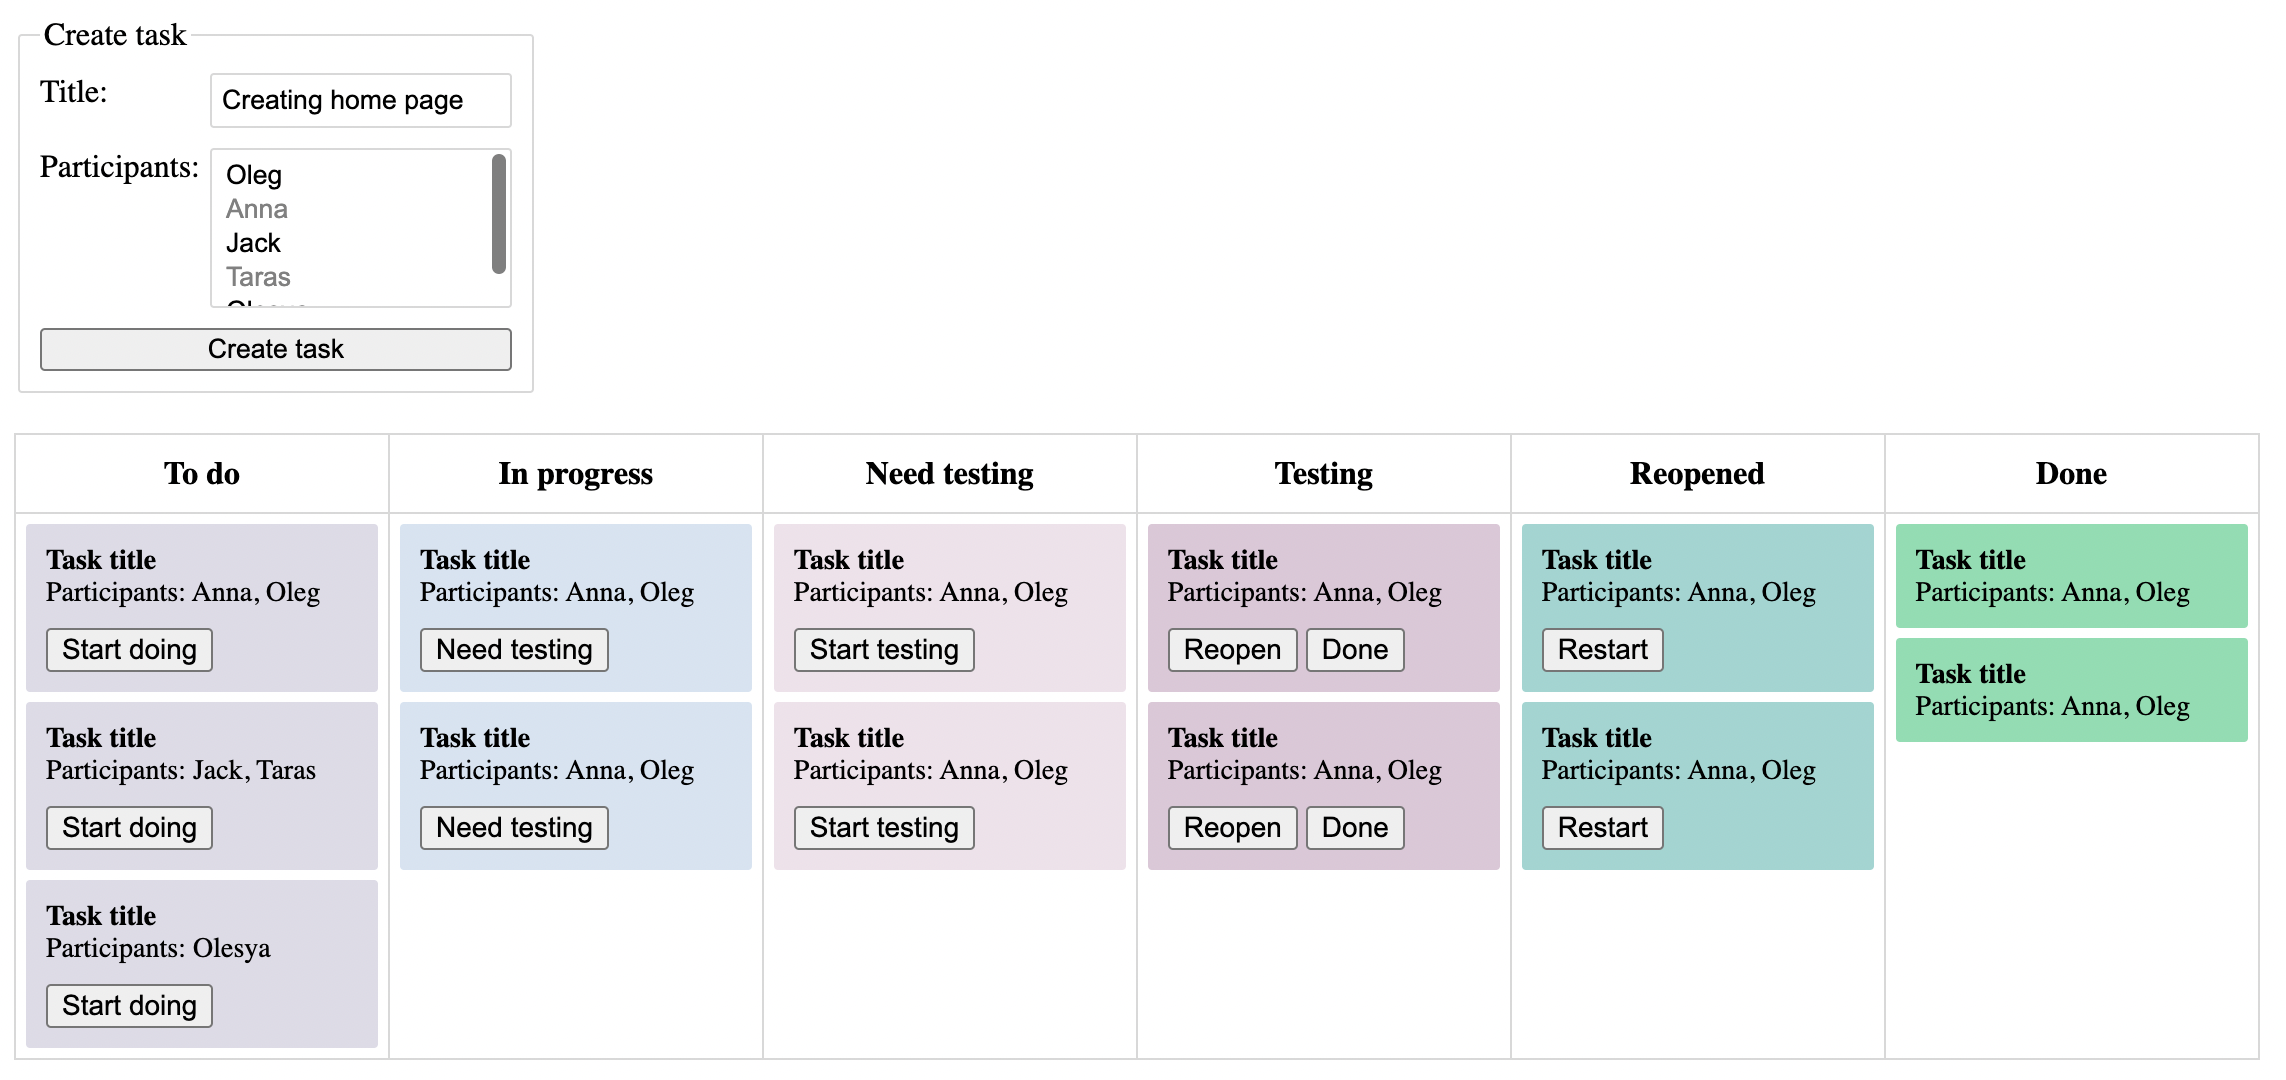 Create task
Title:
Creating home page
Participants:
Oleg
Anna
Jack
Taras
Create task
To do
In progress
Need testing
Testing
Reopened
Done
Task title
Participants: Anna, Oleg
Start doing
Task title
Participants: Jack, Taras
Start doing
Task title
Participants: Olesya
Start doing
Task title
Participants: Anna, Oleg
Need testing
Task title
Participants: Anna, Oleg
Need testing
Task title
Participants: Anna, Oleg
Start testing
Task title
Participants: Anna, Oleg
Start testing
Task title
Participants: Anna, Oleg
Reopen Done
Task title
Participants: Anna, Oleg
Reopen Done
Task title
Participants: Anna, Oleg
Restart
Task title
Participants: Anna, Oleg
Restart
Task title
Participants: Anna, Oleg
Task title
Participants: Anna, Oleg